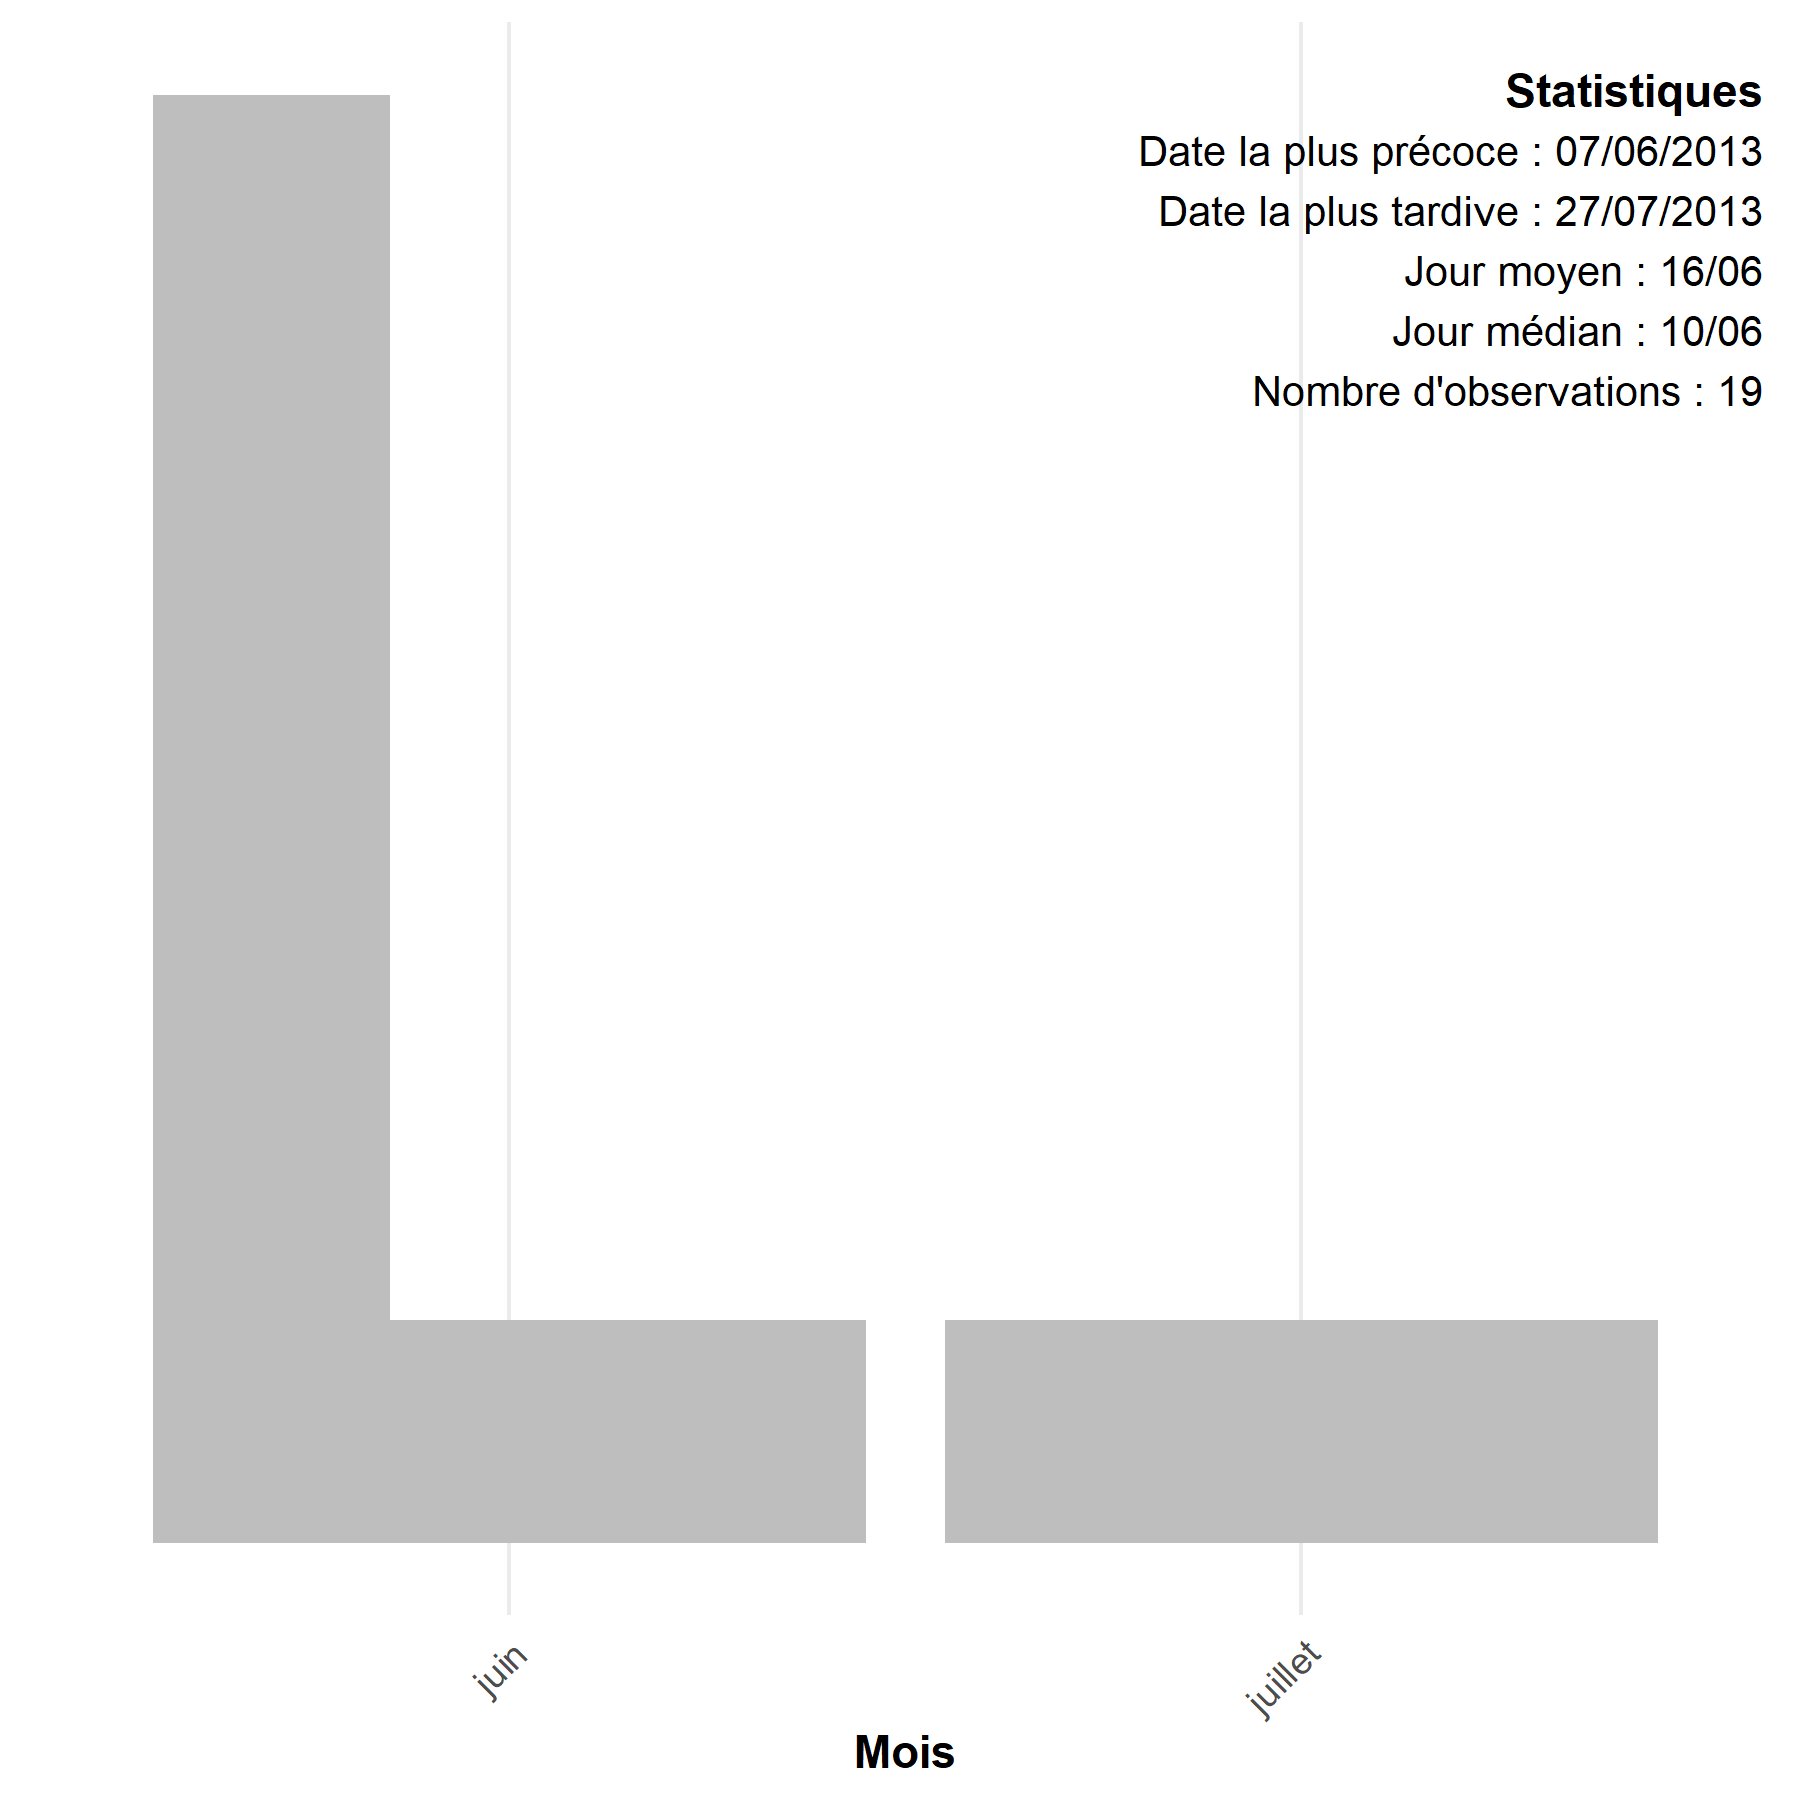 Statistiques
Date la plus précoce : 07/06/2013
Date la plus tardive : 27/07/2013
Jour moyen : 16/06
Jour médian : 10/06
Nombre d'observations : 19
juin
juillet
Mois